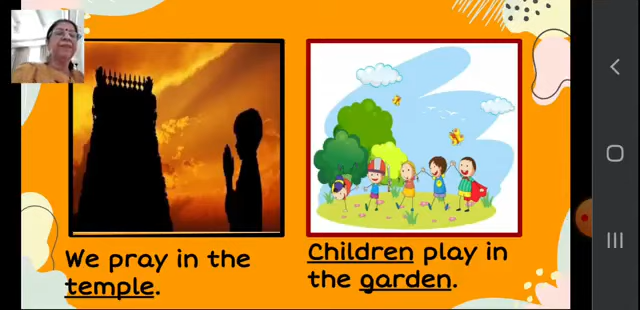 We pray in the
temple.
Children play in
the garden.